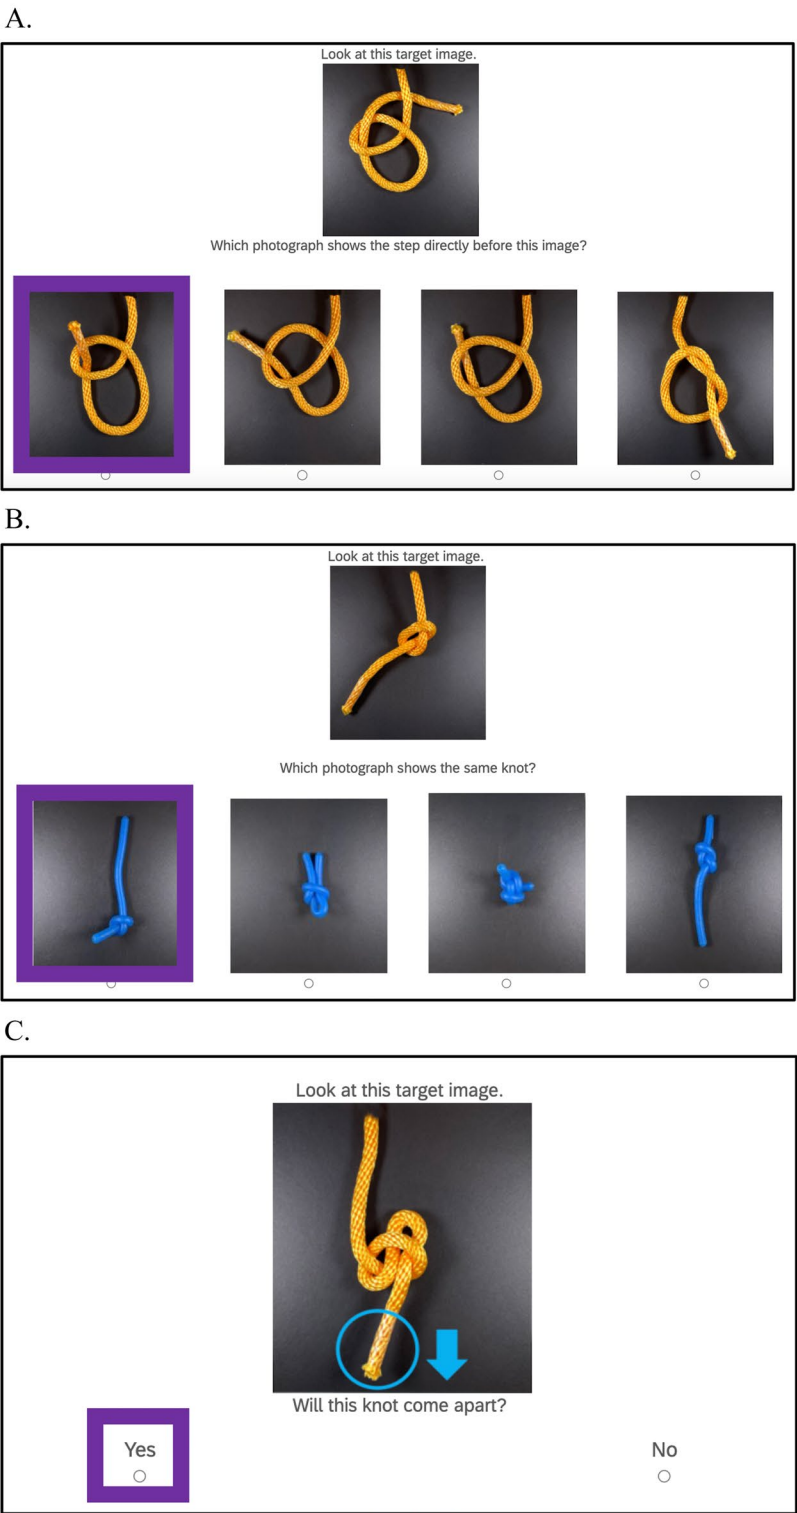 A.
Look at this target image.
Which photograph shows the step directly before this image?
B.
Look at this target image.
Which photograph shows the same knot?
C.
Look at this target image.
Will this knot come apart?
Yes No